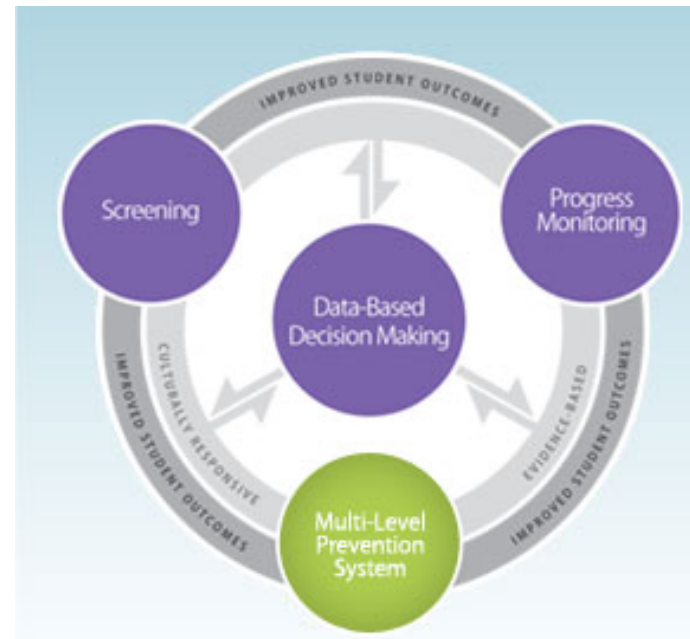 IMPROVED STUDENT OUTCOMES
Screening
Progress
Monitoring
Data-Based
Decision Making
IMPROVED STUDENT OUTCOMES
CULTURALLY RESPONSIVE
EVIDENCE-BASED
IMPROVED STUDENT OUTCOMES
Multi-Level
Prevention
System